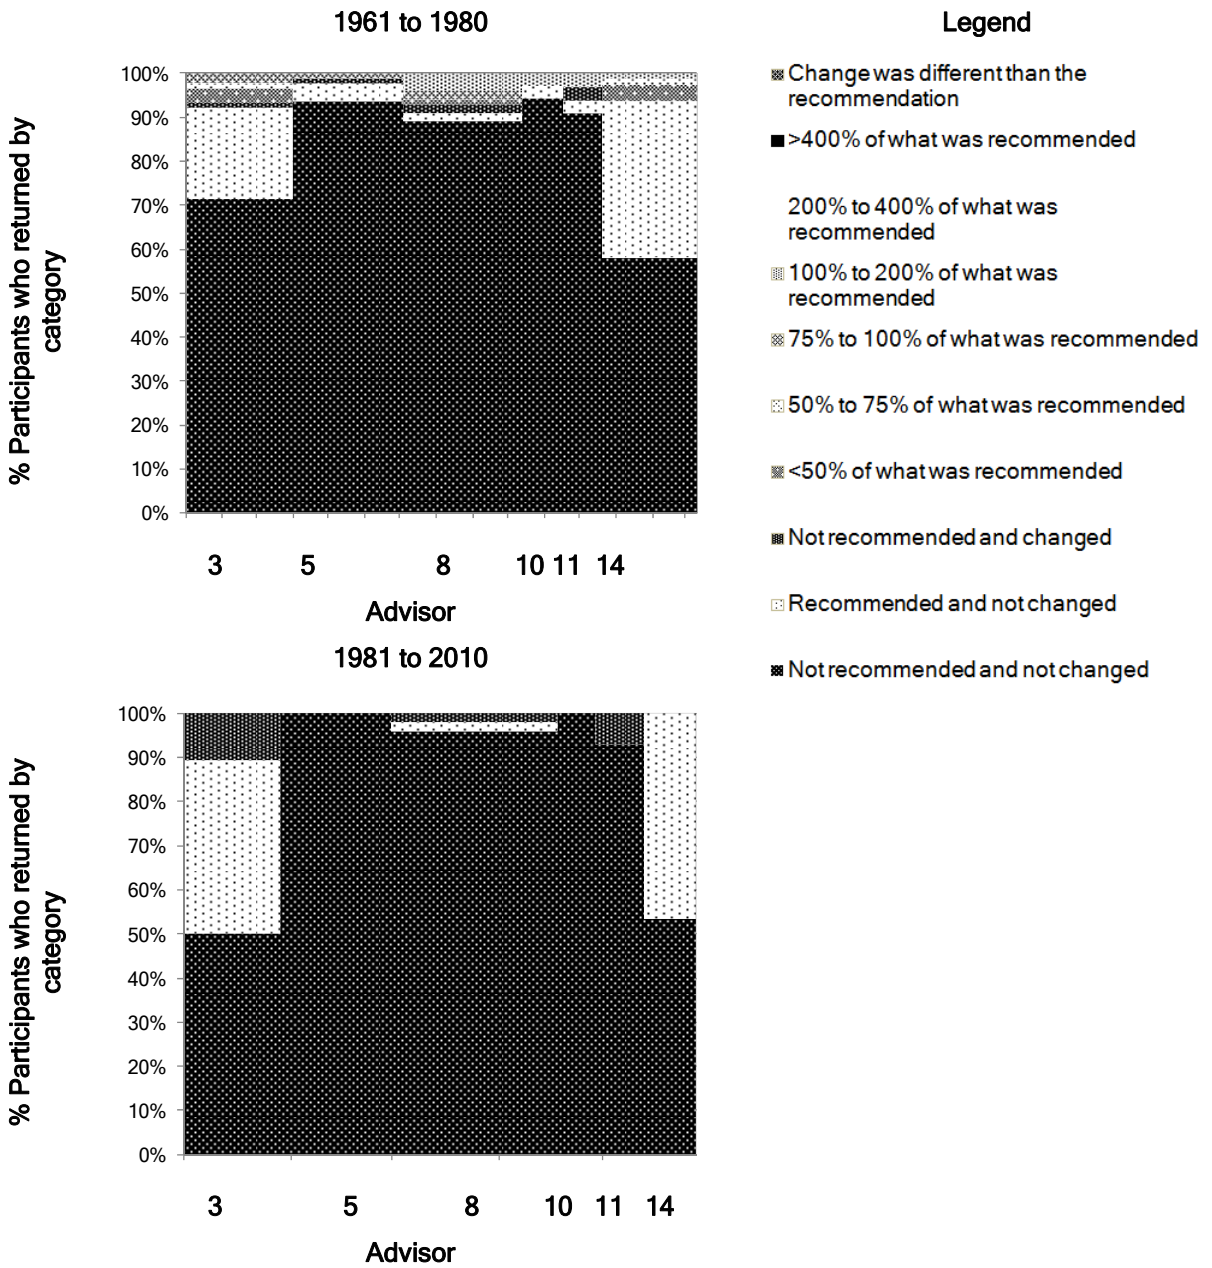 1961 to 1980
Legend
100%
90%
80%
70%
60%
50%
40%
30%
20%
10%
0%
% Participants who returned by
category
3 5 8 10 11 14
Advisor
Change was different than the
recommendation
>400% of what was recommended
200% to 400% of what was
recommended
100% to 200% of what was
recommended
75% to 100% of what was recommended
50% to 75% of what was recommended
<50% of what was recommended
Not recommended and changed
Recommended and not changed
Not recommended and not changed
1981 to 2010
100%
90%
80%
70%
60%
50%
40%
30%
20%
10%
0%
% Participants who returned by
category
3 5 8 10 11 14
Advisor